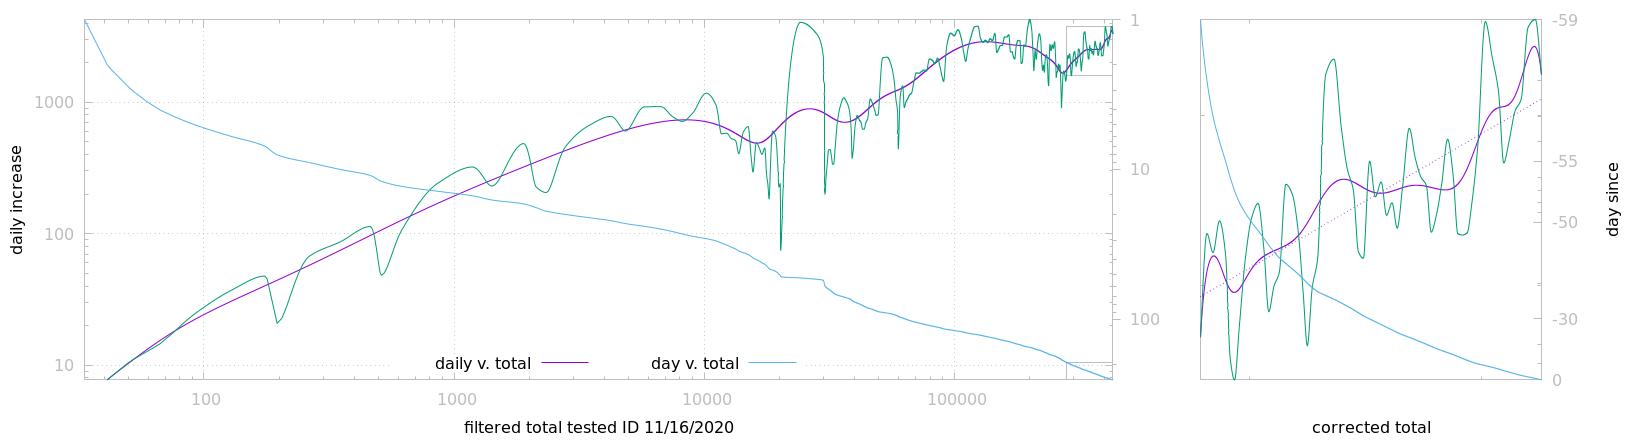 daily increase
1000
100
10
1
10
100
daily v. total
day v. total
100
1000
10000
100000
filtered total tested ID 11/16/2020
-59
-55
-50
-30
0
day since
corrected total